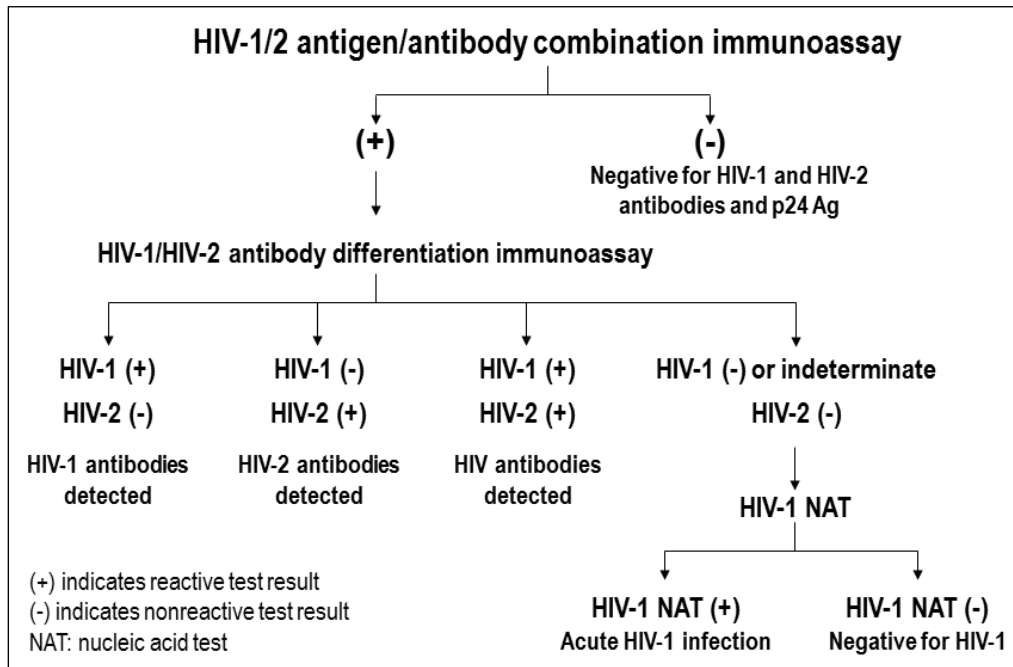 HIV-1/2 antigen/antibody combination immunoassay
(+)
(-)
Negative for HIV-1 and HIV-2
antibodies and p24 Ag
HIV-1/HIV-2 antibody differentiation immunoassay
HIV-1 (+)
HIV-2 (-)
HIV-1 antibodies
detected
HIV-1 (-)
HIV-2 (+)
HIV-2 antibodies
detected
HIV-1 (+)
HIV-2 (+)
HIV antibodies
detected
HIV-1 (-) or indeterminate
HIV-2 (-)
HIV-1 NAT
HIV-1 NAT (+)
Acute HIV-1 infection
HIV-1 NAT (-)
Negative for HIV-1
(+) indicates reactive test result
(-) indicates nonreactive test result
NAT: nucleic acid test